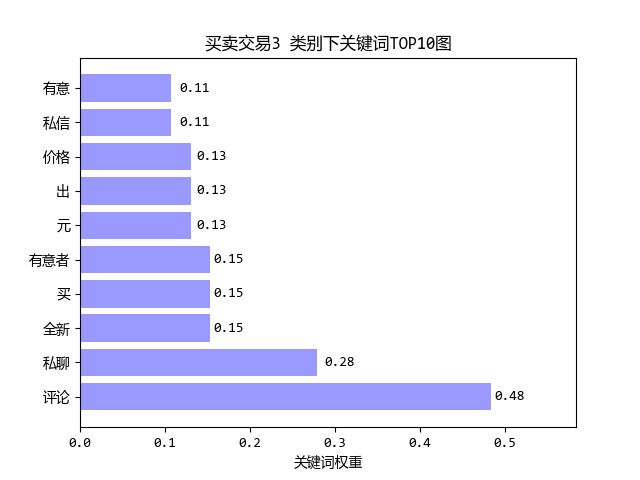 买卖交易3 类别下关键词TOP10图
有意 0.11
私信 0.11
价格 0.13
出 0.13
元 0.13
有意者 0.15
买 0.15
全新 0.15
私聊 0.28
评论 0.48
0.0 0.1 0.2 0.3 0.4 0.5
关键词权重